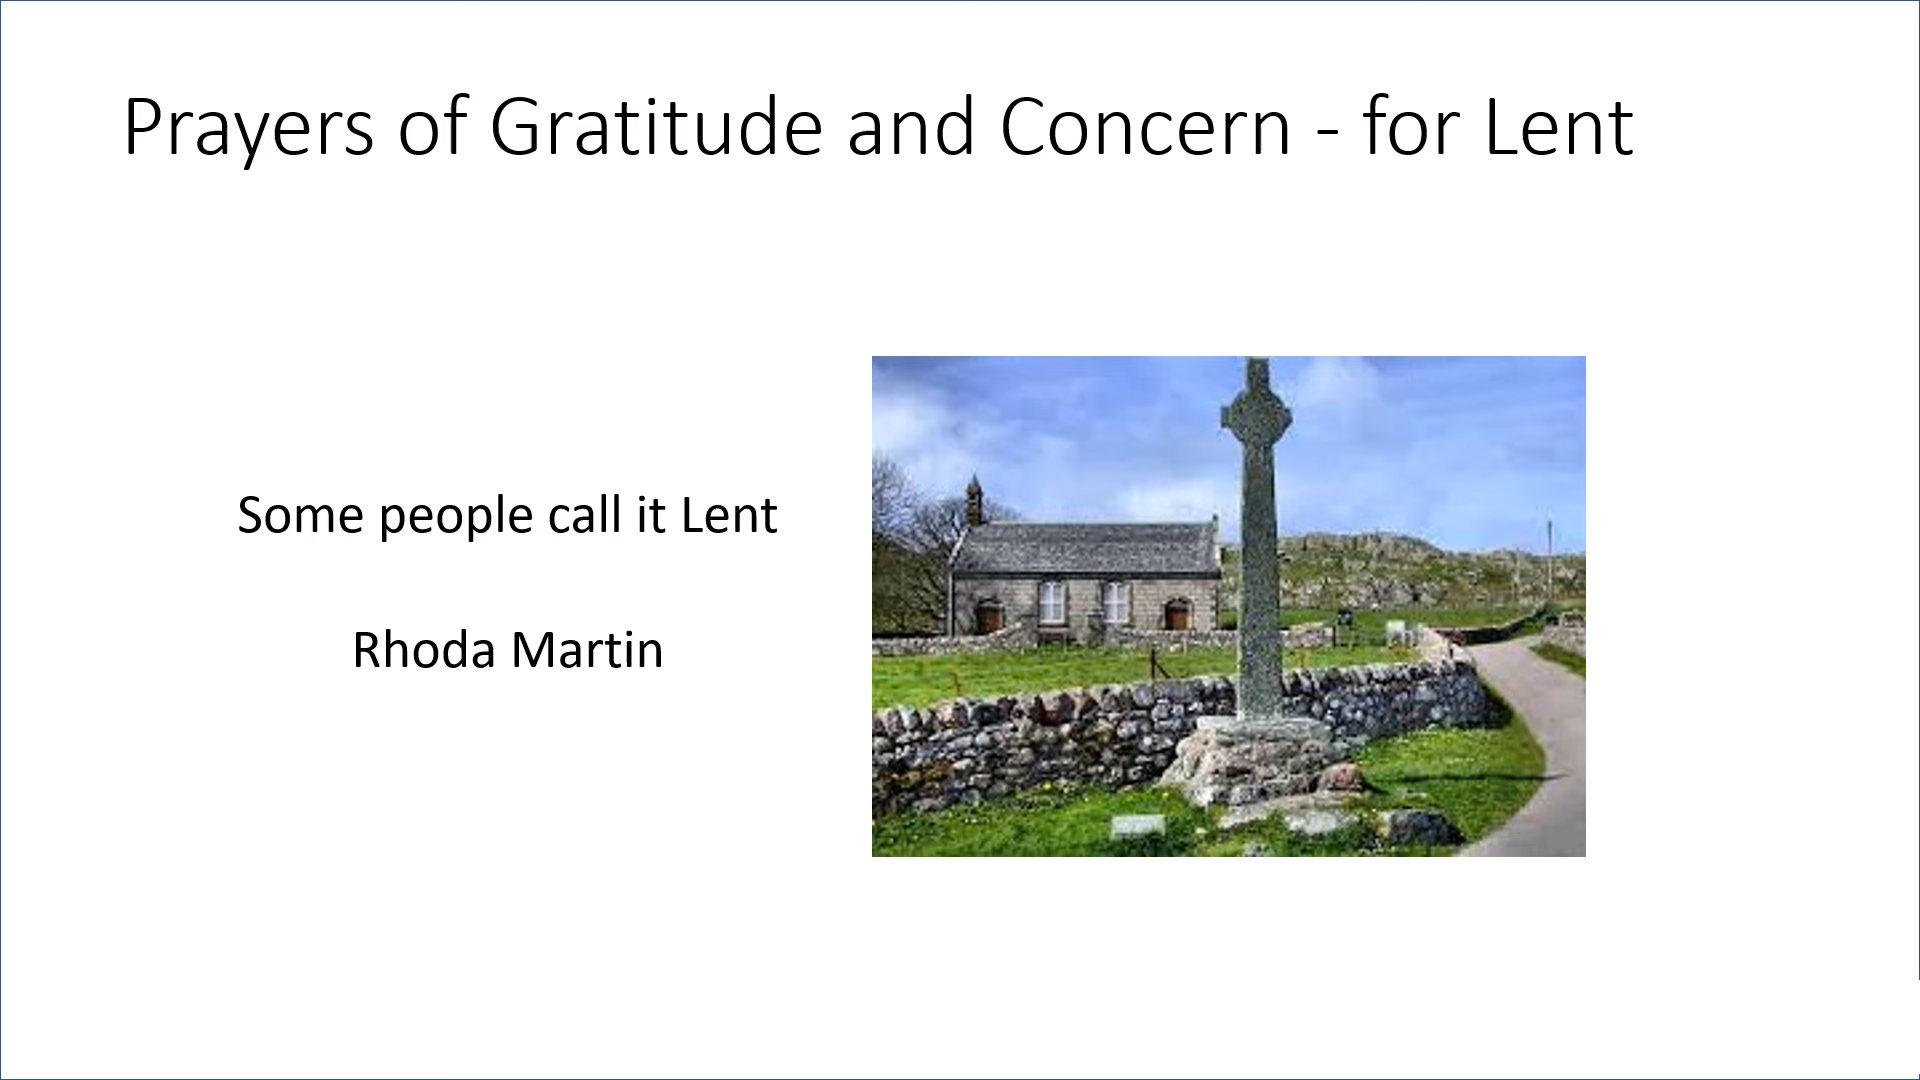 Prayers of Gratitude and Concern - for Lent
Some people call it Lent
Rhoda Martin